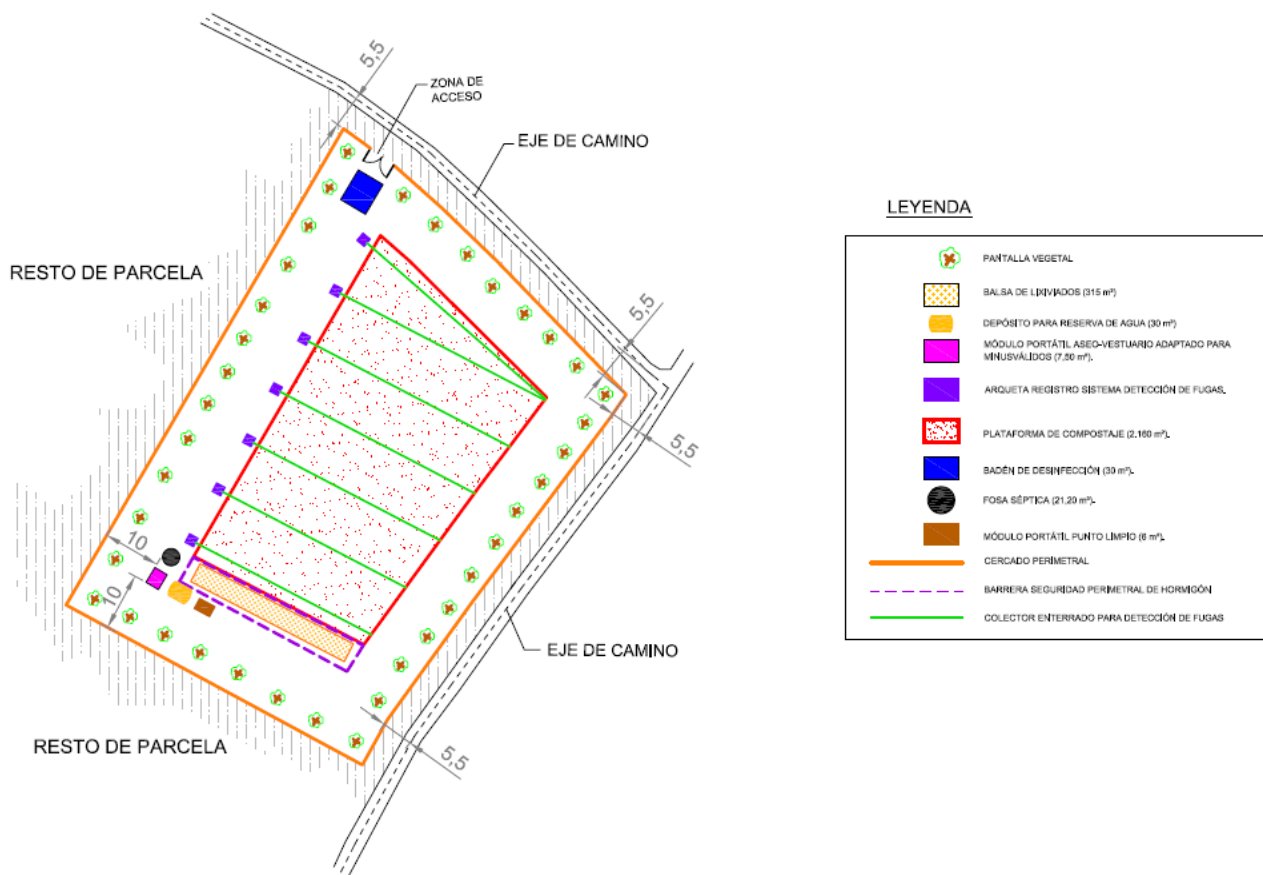 5,5
ZONA DE
ACCESO
EJE DE CAMINO
RESTO DE PARCELA
5,5
5,5
10
10
EJE DE CAMINO
RESTO DE PARCELA
5,5
LEYENDA
PANTALLA VEGETAL
BALSA DE LIXIVIADOS (315 m²)
DEPÓSITO PARA RESERVA DE AGUA (30 m²)
MÓDULO PORTÁTIL ASEO-VESTUARIO ADAPTADO PARA
MINUSVÁLIDOS (7,50 m²).
ARQUETA REGISTRO SISTEMA DETECCIÓN DE FUGAS.
PLATAFORMA DE COMPOSTAJE (2,160 m²).
BADÉN DE DESINFECCIÓN (30 m²).
FOSA SÉPTICA (21,20 m²).
MÓDULO PORTÁTIL PUNTO LIMPIO (6 m²).
CERCADO PERIMETRAL
BARRERA SEGURIDAD PERIMETRAL DE HORMIGÓN
COLECTOR ENTERRADO PARA DETECCIÓN DE FUGAS